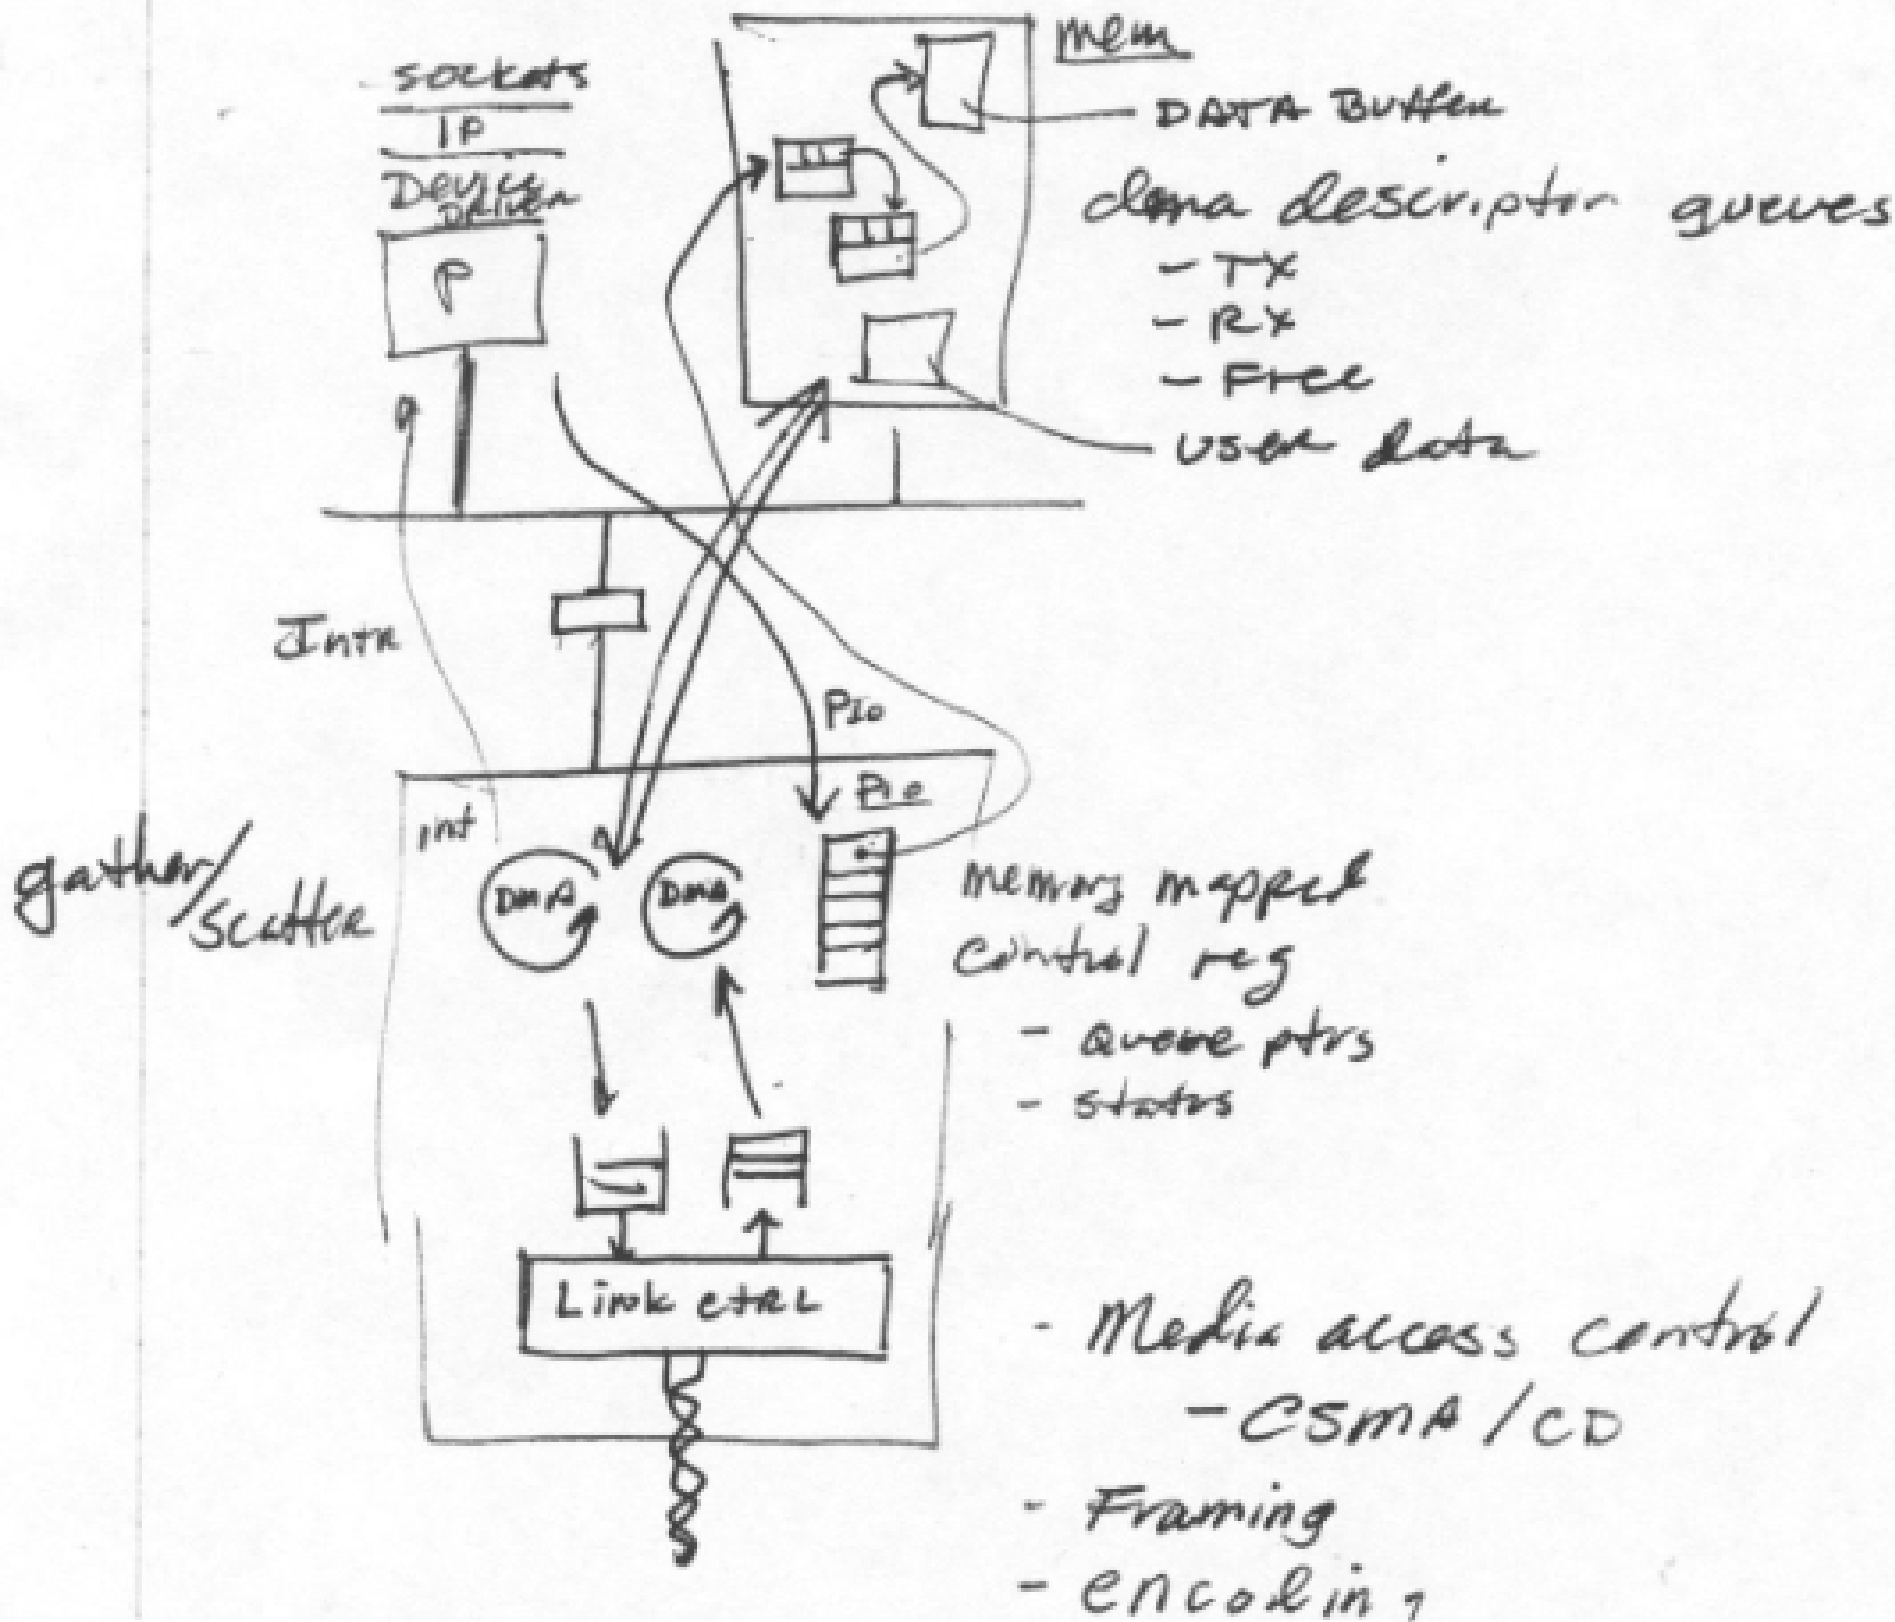 sockets
IP
Device
DRIVER
P
mem
DATA Buffer
dma descriptor queues
- TX
- RX
- Free
user data
Intr
PIO
PIO
int
gather/
scatter
DMA
DMA
memory mapped
control reg
- Queue ptrs
- status
Link ctRL
- Media access control
- CSMA/CD
- Framing
- encoding